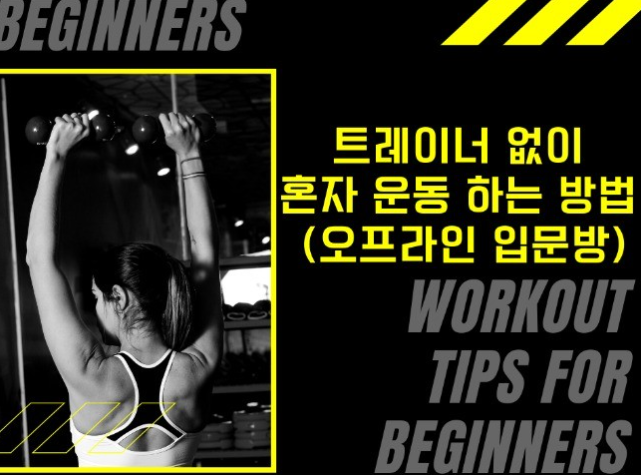 BEGINNERS
트레이너 없이
혼자 운동 하는 방법
(오프라인 입문방)
WORKOUT
TIPS FOR
BEGINNERS